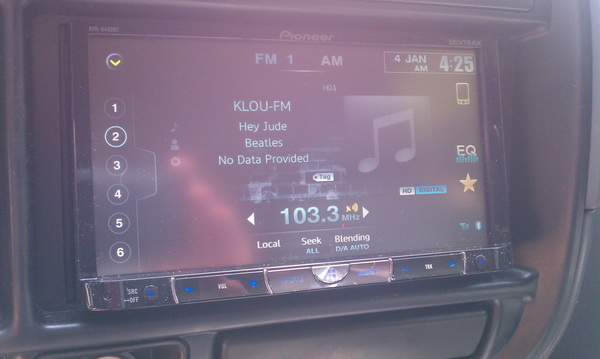 Pioneer
MIXTRAX
FM 1 AM
4 JAN
AM
4:25
HD1
KLOU-FM
Hey Jude
Beatles
No Data Provided
Tag
HD DIGITAL
EQ
1
2
3
4
5
6
103.3 MHz
Local
Seek
ALL
Blending
D/A AUTO
SRC
OFF
VOL
TRK